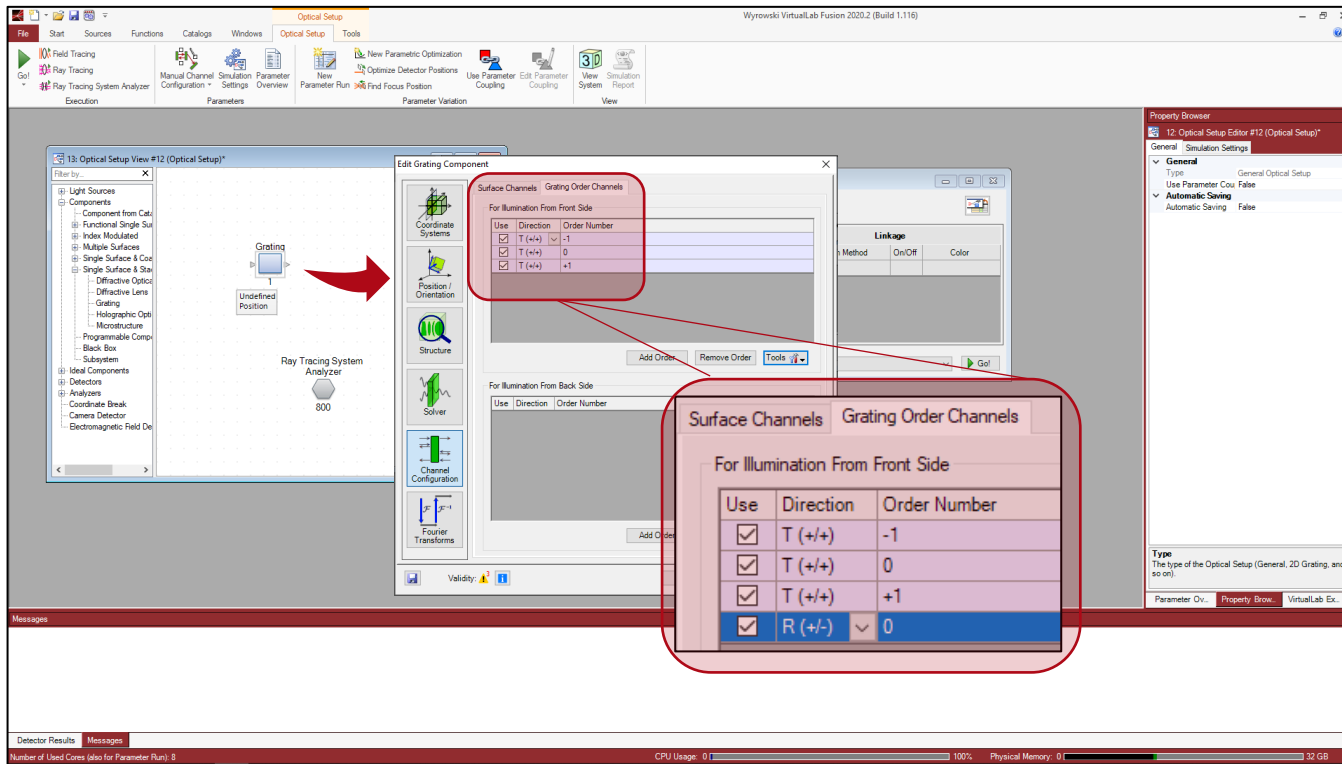 Optical Setup
Wyrowski VirtualLab Fusion 2020.2 (Build 1.116)
File Start Sources Functions Catalogs Windows Optical Setup Tools
Go!
Field Tracing
Ray Tracing
Ray Tracing System Analyzer
Execution
Manual Channel Configuration
Simulation Settings
Parameter Overview
Parameters
New Parameter Run
New Parametric Optimization
Optimize Detector Positions
Find Focus Position
Use Parameter Coupling
Edit Parameter Coupling
Parameter Variation
3D
View System
Simulation Report
View
13: Optical Setup View #12 (Optical Setup)*
Filter by...
X
Light Sources
Components
Component from Cata
Functional Single Sur
Index Modulated
Multiple Surfaces
Single Surface & Coa
Single Surface & Sta
Diffractive Optica
Diffractive Lens
Grating
Holographic Opti
Microstructure
Programmable Compo
Black Box
Subsystem
Ideal Components
Detectors
Analyzers
Coordinate Break
Camera Detector
Electromagnetic Field De
Grating
1
Undefined
Position
Ray Tracing System
Analyzer
800
Edit Grating Component
Coordinate
Systems
Position /
Orientation
Structure
Solver
Channel
Configuration
Fourier
Transforms
Surface Channels Grating Order Channels
For Illumination From Front Side
Use Direction Order Number
T (+/+) -1
T (+/+) 0
T (+/+) +1
Add Order Remove Order Tools
For Illumination From Back Side
Use Direction Order Number
Add Order
Validity: 3
Linkage
Method On/Off Color
Go!
Surface Channels Grating Order Channels
For Illumination From Front Side
Use Direction Order Number
T (+/+) -1
T (+/+) 0
T (+/+) +1
R (+/-) 0
Property Browser
12: Optical Setup Editor #12 (Optical Setup)*
General Simulation Settings
General
Type General Optical Setup
Use Parameter Cou False
Automatic Saving
Automatic Saving False
Type
The type of the Optical Setup (General, 2D Grating, and
so on).
Parameter Ov... Property Brow... VirtualLab Ex...
Messages
Detector Results Messages
Number of Used Cores (also for Parameter Run): 8
CPU Usage: 0 100% Physical Memory: 0 32 GB